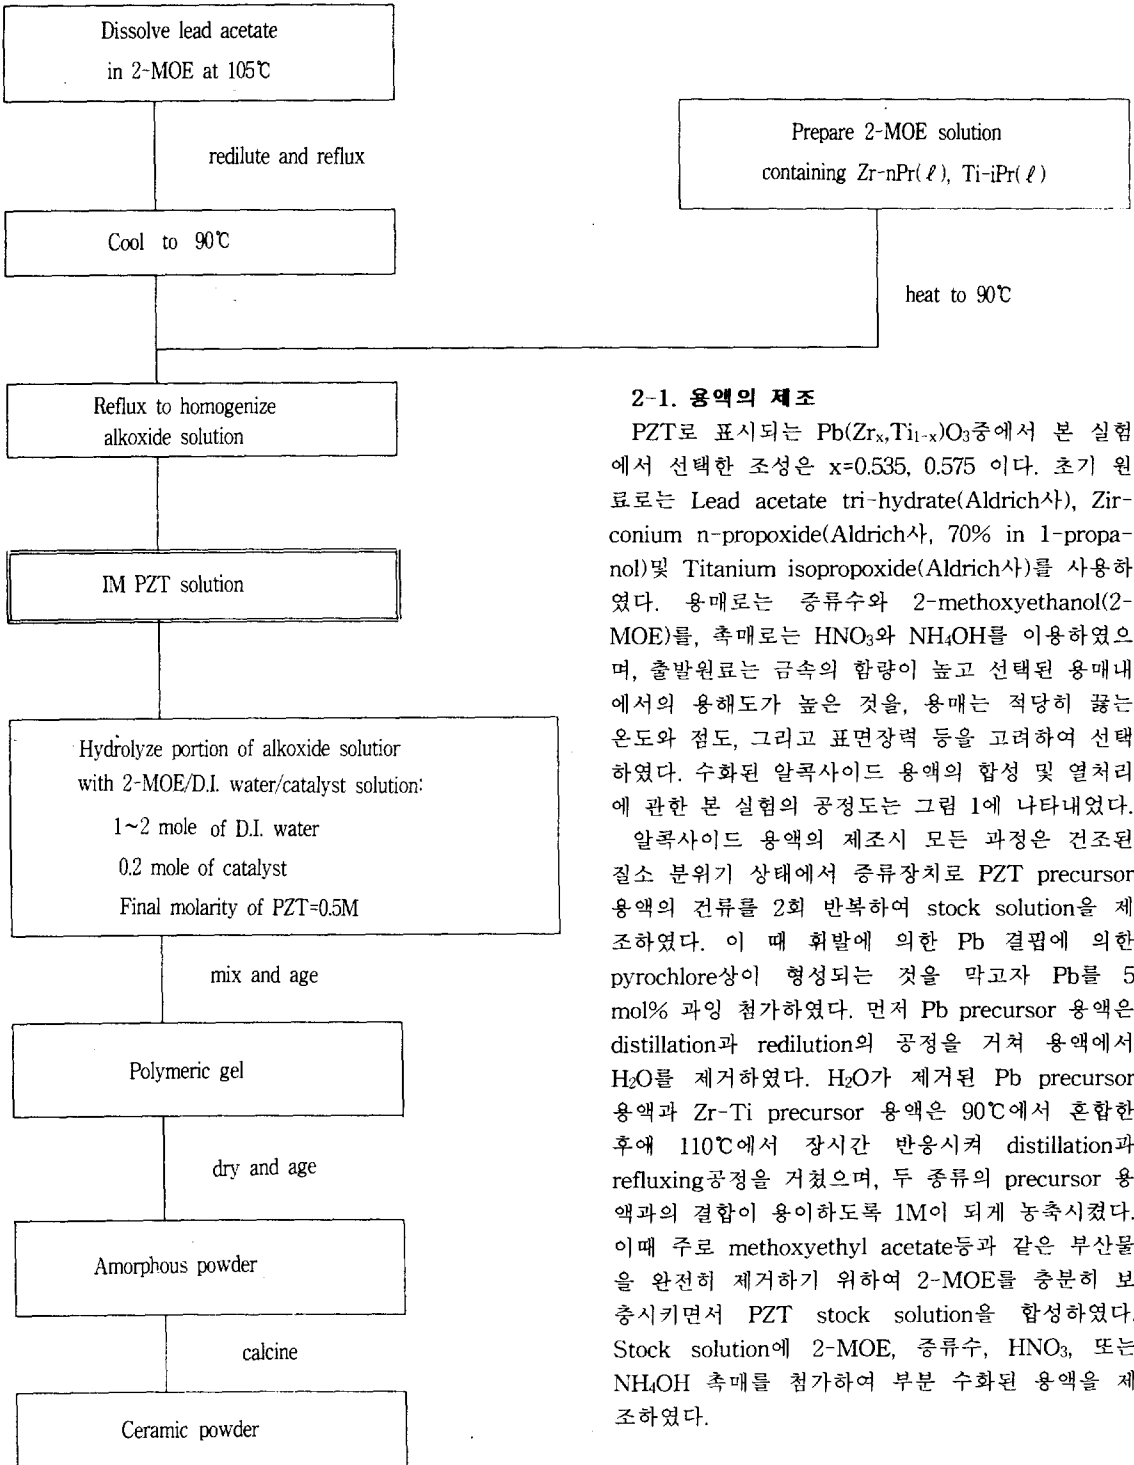 Dissolve lead acetate
in 2-MOE at 105℃
redilute and reflux
Cool to 90℃
Prepare 2-MOE solution
containing Zr-nPr(ℓ), Ti-iPr(ℓ)
heat to 90℃
Reflux to homogenize
alkoxide solution
1M PZT solution
Hydrolyze portion of alkoxide solution
with 2-MOE/D.I. water/catalyst solution:
1~2 mole of D.I. water
0.2 mole of catalyst
Final molarity of PZT=0.5M
mix and age
Polymeric gel
dry and age
Amorphous powder
calcine
Ceramic powder
2-1. 용액의 제조
PZT로 표시되는 Pb(Zrₓ,Ti₁₋ₓ)O₃중에서 본 실험
에서 선택한 조성은 x=0.535, 0.575 이다. 초기 원
료로는 Lead acetate tri-hydrate(Aldrich사), Zir-
conium n-propoxide(Aldrich사, 70% in 1-propa-
nol)및 Titanium isopropoxide(Aldrich사)를 사용하
였다. 용매로는 증류수와 2-methoxyethanol(2-
MOE)를, 촉매로는 HNO₃와 NH₄OH를 이용하였으
며, 출발원료는 금속의 함량이 높고 선택된 용매내
에서의 용해도가 높은 것을, 용매는 적당히 끓는
온도와 점도, 그리고 표면장력 등을 고려하여 선택
하였다. 수화된 알콕사이드 용액의 합성 및 열처리
에 관한 본 실험의 공정도는 그림 1에 나타내었다.
알콕사이드 용액의 제조시 모든 과정은 건조된
질소 분위기 상태에서 증류장치로 PZT precursor
용액의 건류를 2회 반복하여 stock solution을 제
조하였다. 이 때 휘발에 의한 Pb 결핍에 의한
pyrochlore상이 형성되는 것을 막고자 Pb를 5
mol% 과잉 첨가하였다. 먼저 Pb precursor 용액은
distillation과 redilution의 공정을 거쳐 용액에서
H₂O를 제거하였다. H₂O가 제거된 Pb precursor
용액과 Zr-Ti precursor 용액은 90℃에서 혼합한
후에 110℃에서 장시간 반응시켜 distillation과
refluxing공정을 거쳤으며, 두 종류의 precursor 용
액과의 결합이 용이하도록 1M이 되게 농축시켰다.
이때 주로 methoxyethyl acetate등과 같은 부산물
을 완전히 제거하기 위하여 2-MOE를 충분히 보
충시키면서 PZT stock solution을 합성하였다.
Stock solution에 2-MOE, 증류수, HNO₃, 또는
NH₄OH 촉매를 첨가하여 부분 수화된 용액을 제
조하였다.